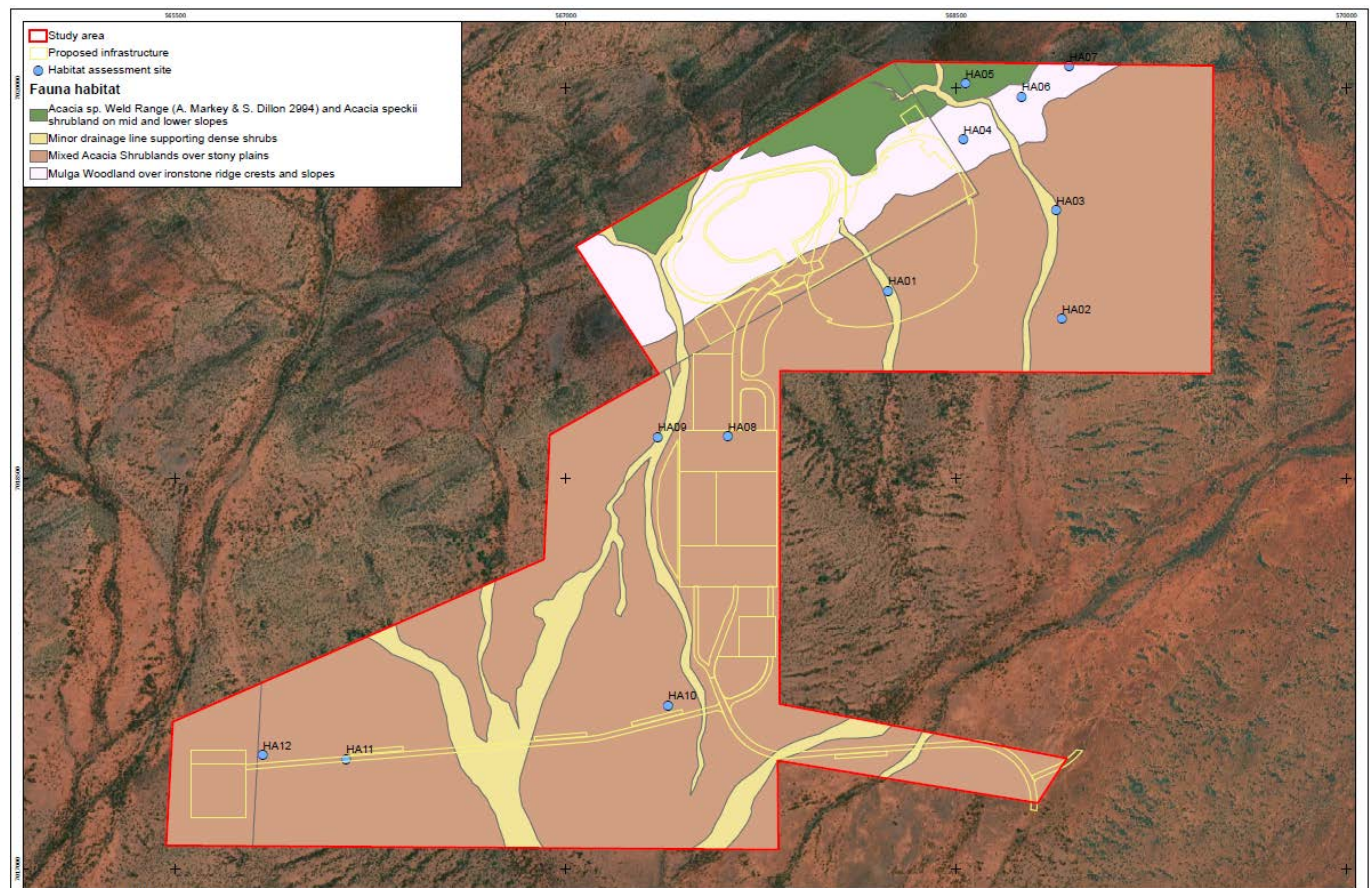 565500
567000
568500
570000
Study area
Proposed infrastructure
Habitat assessment site
Fauna habitat
Acacia sp. Weld Range (A. Markey & S. Dillon 2994) and Acacia speckii
shrubland on mid and lower slopes
Minor drainage line supporting dense shrubs
Mixed Acacia Shrublands over stony plains
Mulga Woodland over ironstone ridge crests and slopes
HA07
HA05
HA06
HA04
HA03
HA01
HA02
HA09
HA08
HA10
HA12
HA11
7018500
7017000